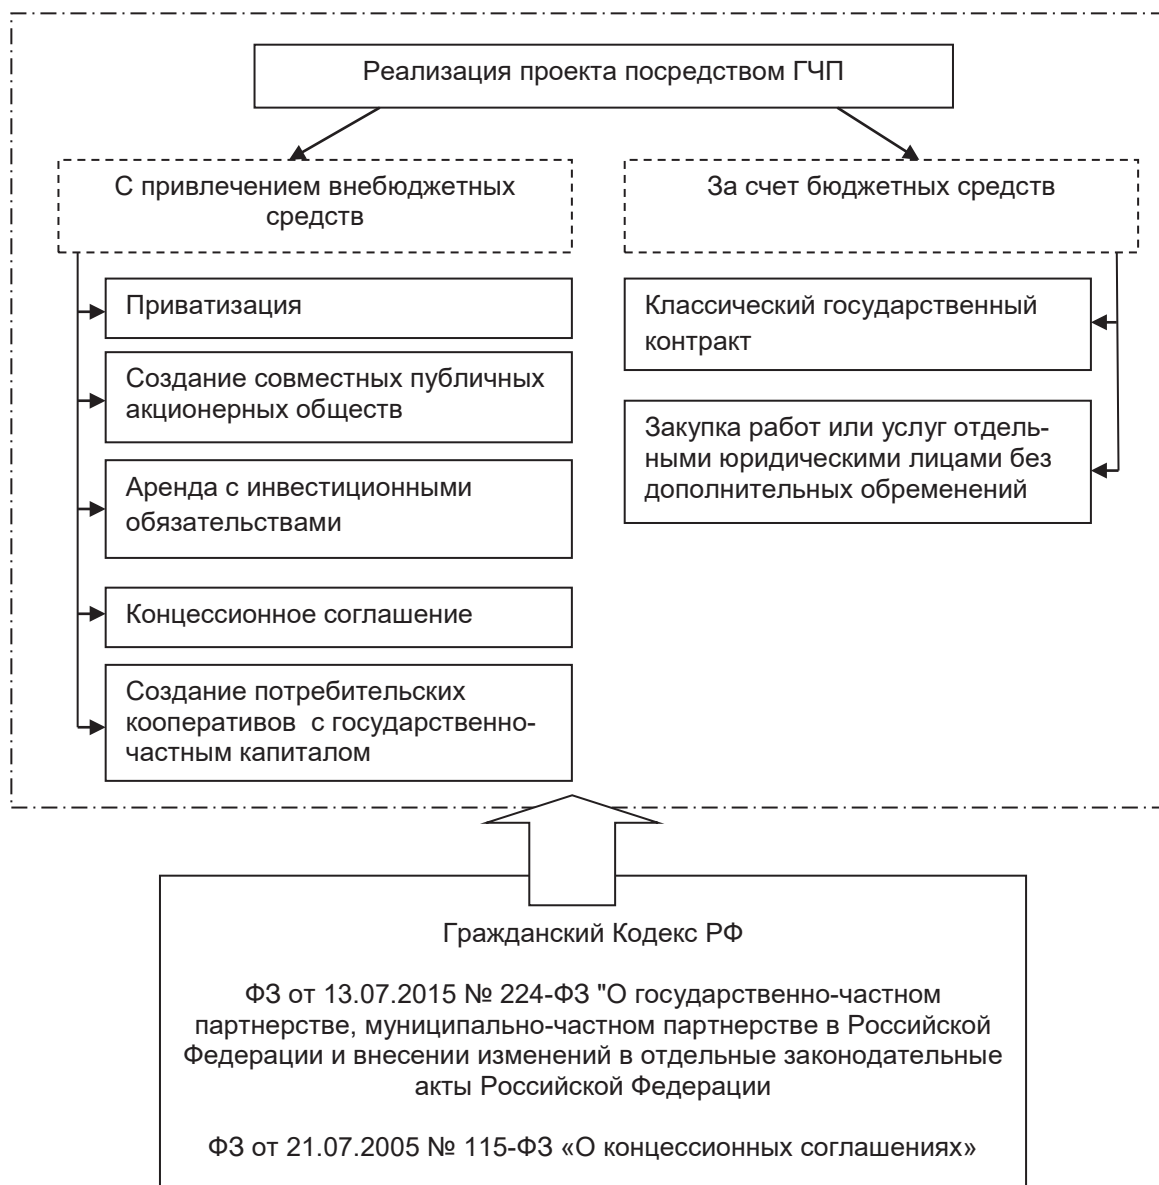 Реализация проекта посредством ГЧП
С привлечением внебюджетных
средств
За счет бюджетных средств
Приватизация
Создание совместных публичных
акционерных обществ
Аренда с инвестиционными
обязательствами
Концессионное соглашение
Создание потребительских
кооперативов с государственно-
частным капиталом
Классический государственный
контракт
Закупка работ или услуг отдель-
ными юридическими лицами без
дополнительных обременений
Гражданский Кодекс РФ
ФЗ от 13.07.2015 № 224-ФЗ "О государственно-частном
партнерстве, муниципально-частном партнерстве в Российской
Федерации и внесении изменений в отдельные законодательные
акты Российской Федерации
ФЗ от 21.07.2005 № 115-ФЗ «О концессионных соглашениях»